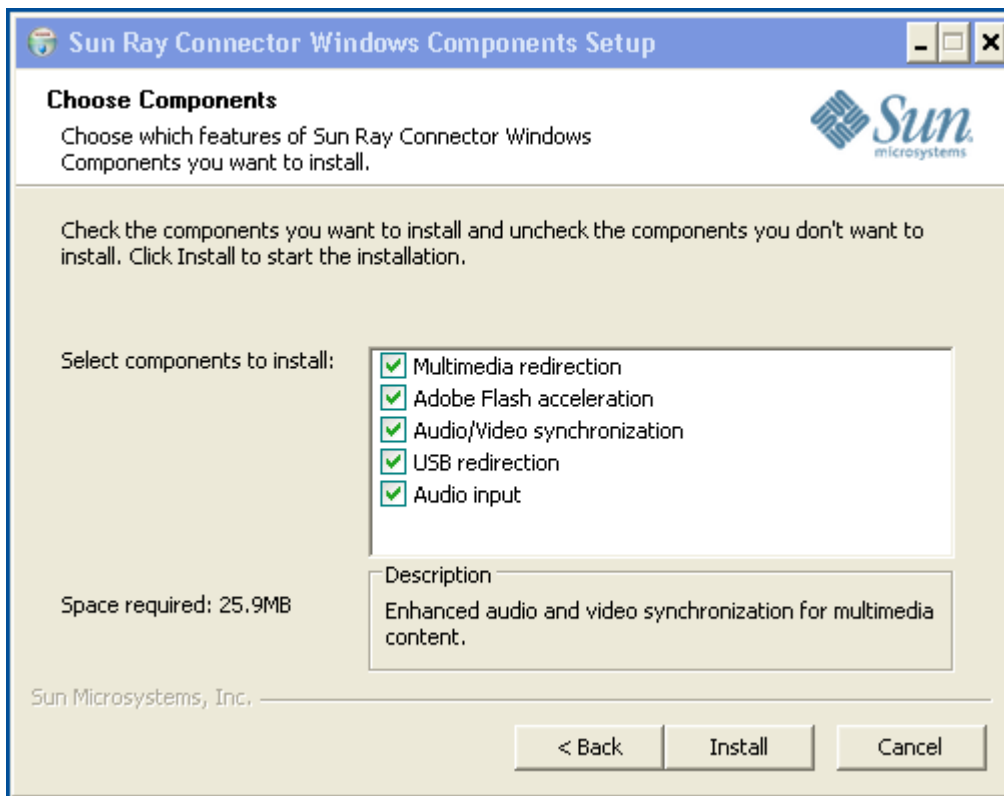 Sun Ray Connector Windows Components Setup
Choose Components
Choose which features of Sun Ray Connector Windows
Components you want to install.
Sun
microsystems
Check the components you want to install and uncheck the components you don't want to
install. Click Install to start the installation.
Select components to install:
Multimedia redirection
Adobe Flash acceleration
Audio/Video synchronization
USB redirection
Audio input
Space required: 25.9MB
Description
Enhanced audio and video synchronization for multimedia
content.
Sun Microsystems, Inc.
< Back
Install
Cancel